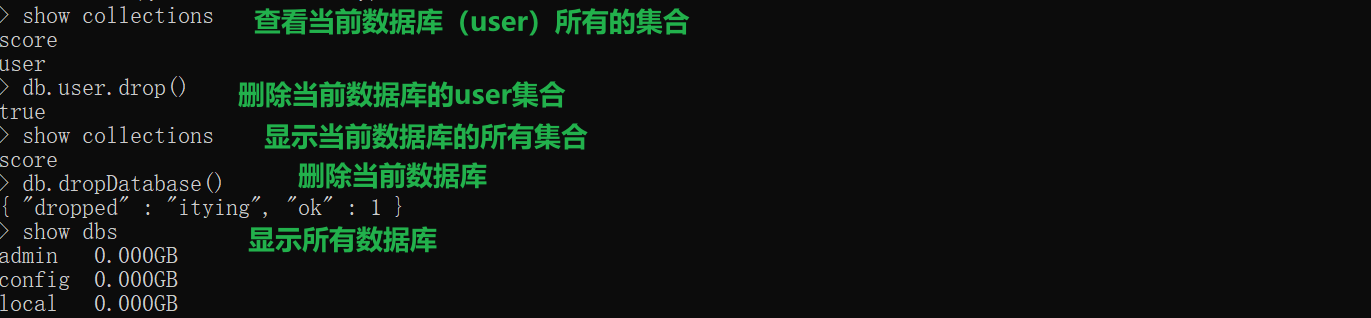 > show collections 查看当前数据库（user）所有的集合
score
user
> db.user.drop() 删除当前数据库的user集合
true
> show collections 显示当前数据库的所有集合
score
> db.dropDatabase() 删除当前数据库
{ "dropped" : "itying", "ok" : 1 }
> show dbs 显示所有数据库
admin 0.000GB
config 0.000GB
local 0.000GB